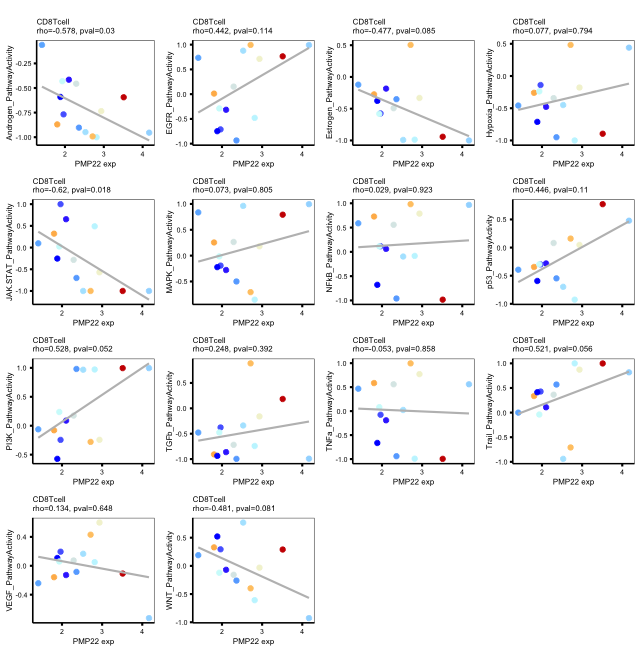 CD8Tcell
rho=-0.578, pval=0.03
Androgen_PathwayActivity
0.00
-0.25
-0.50
-0.75
-1.00
2
3
4
PMP22 exp
CD8Tcell
rho=0.442, pval=0.114
EGFR_PathwayActivity
1.0
0.5
0.0
-0.5
-1.0
2
3
4
PMP22 exp
CD8Tcell
rho=-0.477, pval=0.085
Estrogen_PathwayActivity
0.5
0.0
-0.5
-1.0
2
3
4
PMP22 exp
CD8Tcell
rho=0.077, pval=0.794
Hypoxia_PathwayActivity
0.5
0.0
-0.5
-1.0
2
3
4
PMP22 exp
CD8Tcell
rho=-0.62, pval=0.018
JAK-STAT_PathwayActivity
1.0
0.5
0.0
-0.5
-1.0
2
3
4
PMP22 exp
CD8Tcell
rho=0.073, pval=0.805
MAPK_PathwayActivity
1.0
0.5
0.0
-0.5
2
3
4
PMP22 exp
CD8Tcell
rho=0.029, pval=0.923
NFkB_PathwayActivity
1.0
0.5
0.0
-0.5
-1.0
2
3
4
PMP22 exp
CD8Tcell
rho=0.446, pval=0.11
p53_PathwayActivity
0.5
0.0
-0.5
-1.0
2
3
4
PMP22 exp
CD8Tcell
rho=0.528, pval=0.052
PI3K_PathwayActivity
1.0
0.5
0.0
-0.5
2
3
4
PMP22 exp
CD8Tcell
rho=0.248, pval=0.392
TGFb_PathwayActivity
0.5
0.0
-0.5
-1.0
2
3
4
PMP22 exp
CD8Tcell
rho=-0.053, pval=0.858
TNFa_PathwayActivity
1.0
0.5
0.0
-0.5
-1.0
2
3
4
PMP22 exp
CD8Tcell
rho=0.521, pval=0.056
Trail_PathwayActivity
1.0
0.5
0.0
-0.5
-1.0
2
3
4
PMP22 exp
CD8Tcell
rho=0.134, pval=0.648
VEGF_PathwayActivity
0.4
0.0
-0.4
2
3
4
PMP22 exp
CD8Tcell
rho=-0.481, pval=0.081
WNT_PathwayActivity
0.5
0.0
-0.5
-1.0
2
3
4
PMP22 exp